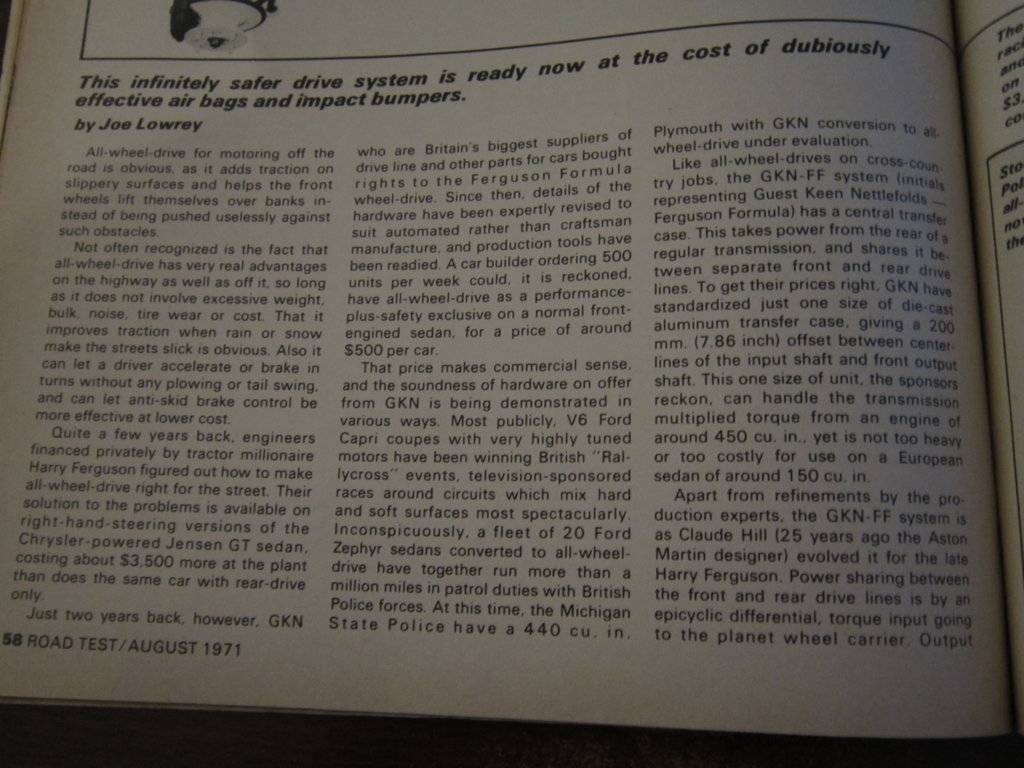 This infinitely safer drive system is ready now at the cost of dubiously
effective air bags and impact bumpers.
by Joe Lowrey
All-wheel-drive for motoring off the
road is obvious, as it adds traction on
slippery surfaces and helps the front
wheels lift themselves over banks in-
stead of being pushed uselessly against
such obstacles.
Not often recognized is the fact that
all-wheel-drive has very real advantages
on the highway as well as off it, so long
as it does not involve excessive weight,
bulk, noise, tire wear or cost. That it
improves traction when rain or snow
make the streets slick is obvious. Also it
can let a driver accelerate or brake in
turns without any plowing or tail swing,
and can let anti-skid brake control be
more effective at lower cost.
Quite a few years back, engineers
financed privately by tractor millionaire
Harry Ferguson figured out how to make
all-wheel-drive right for the street. Their
solution to the problems is available on
right-hand-steering versions of the
Chrysler-powered Jensen GT sedan,
costing about $3,500 more at the plant
than does the same car with rear-drive
only.
Just two years back, however, GKN
who are Britain's biggest suppliers of
drive line and other parts for cars bought
rights to the Ferguson Formula
wheel-drive. Since then, details of the
hardware have been expertly revised to
suit automated rather than craftsman
manufacture, and production tools have
been readied. A car builder ordering 500
units per week could, it is reckoned,
have all-wheel-drive as a performance-
plus-safety exclusive on a normal front-
engined sedan, for a price of around
$500 per car.
That price makes commercial sense,
and the soundness of hardware on offer
from GKN is being demonstrated in
various ways. Most publicly, V6 Ford
Capri coupes with very highly tuned
motors have been winning British "Ral-
lycross" events, television-sponsored
races around circuits which mix hard
and soft surfaces most spectacularly.
Inconspicuously, a fleet of 20 Ford
Zephyr sedans converted to all-wheel-
drive have together run more than a
million miles in patrol duties with British
Police forces. At this time, the Michigan
State Police have a 440 cu. in.
Plymouth with GKN conversion to all-
wheel-drive under evaluation.
Like all-wheel-drives on cross-coun-
try jobs, the GKN-FF system (initials
representing Guest Keen Nettlefolds —
Ferguson Formula) has a central transfer
case. This takes power from the rear of a
regular transmission, and shares it be-
tween separate front and rear drive
lines. To get their prices right, GKN have
standardized just one size of die-cast
aluminum transfer case, giving a 200
mm. (7.86 inch) offset between center-
lines of the input shaft and front output
shaft. This one size of unit, the sponsors
reckon, can handle the transmission
multiplied torque from an engine of
around 450 cu. in., yet is not too heavy
or too costly for use on a European
sedan of around 150 cu. in.
Apart from refinements by the pro-
duction experts, the GKN-FF system is
as Claude Hill (25 years ago the Aston
Martin designer) evolved it for the late
Harry Ferguson. Power sharing between
the front and rear drive lines is by an
epicyclic differential, torque input going
to the planet wheel carrier. Output
58 ROAD TEST/AUGUST 1971
The
and
on
$3,
Sto
Pol
all-